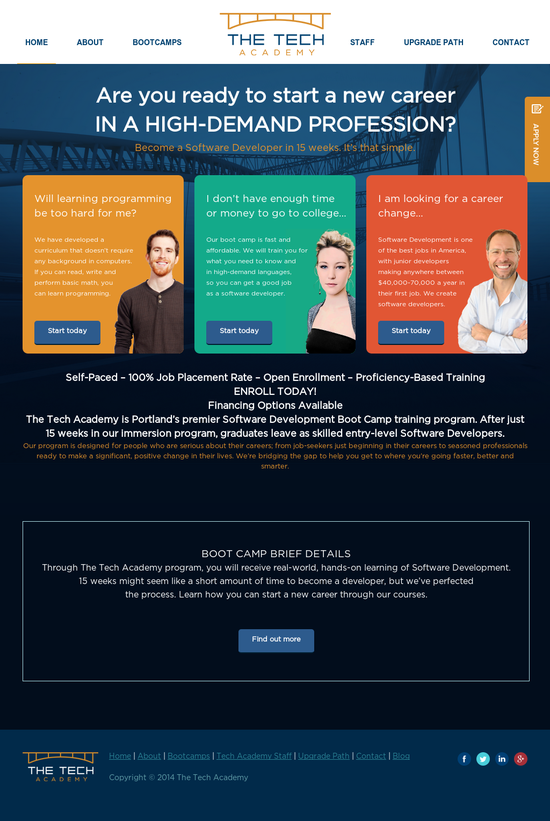 HOME
ABOUT
BOOTCAMPS
THE TECH
ACADEMY
STAFF
UPGRADE PATH
CONTACT
Are you ready to start a new career
IN A HIGH-DEMAND PROFESSION?
Become a Software Developer in 15 weeks. It's that simple.
APPLY NOW
Will learning programming
be too hard for me?
We have developed a
curriculum that doesn't require
any background in computers.
If you can read, write and
perform basic math, you
can learn programming.
Start today
I don't have enough time
or money to go to college...
Our boot camp is fast and
affordable. We will train you for
what you need to know and
in high-demand languages,
so you can get a good job
as a software developer.
Start today
I am looking for a career
change...
Software Development is one
of the best jobs in America,
with junior developers
making anywhere between
$40,000-70,000 a year in
their first job. We create
software developers.
Start today
Self-Paced – 100% Job Placement Rate – Open Enrollment – Proficiency-Based Training
ENROLL TODAY!
Financing Options Available
The Tech Academy is Portland's premier Software Development Boot Camp training program. After just
15 weeks in our immersion program, graduates leave as skilled entry-level Software Developers.
Our program is designed for people who are serious about their careers; from job-seekers just beginning in their careers to seasoned professionals
ready to make a significant, positive change in their lives. We're bridging the gap to help you get to where you're going faster, better and
smarter.
BOOT CAMP BRIEF DETAILS
Through The Tech Academy program, you will receive real-world, hands-on learning of Software Development.
15 weeks might seem like a short amount of time to become a developer, but we've perfected
the process. Learn how you can start a new career through our courses.
Find out more
THE TECH
ACADEMY
Home | About | Bootcamps | Tech Academy Staff | Upgrade Path | Contact | Blog
Copyright © 2014 The Tech Academy